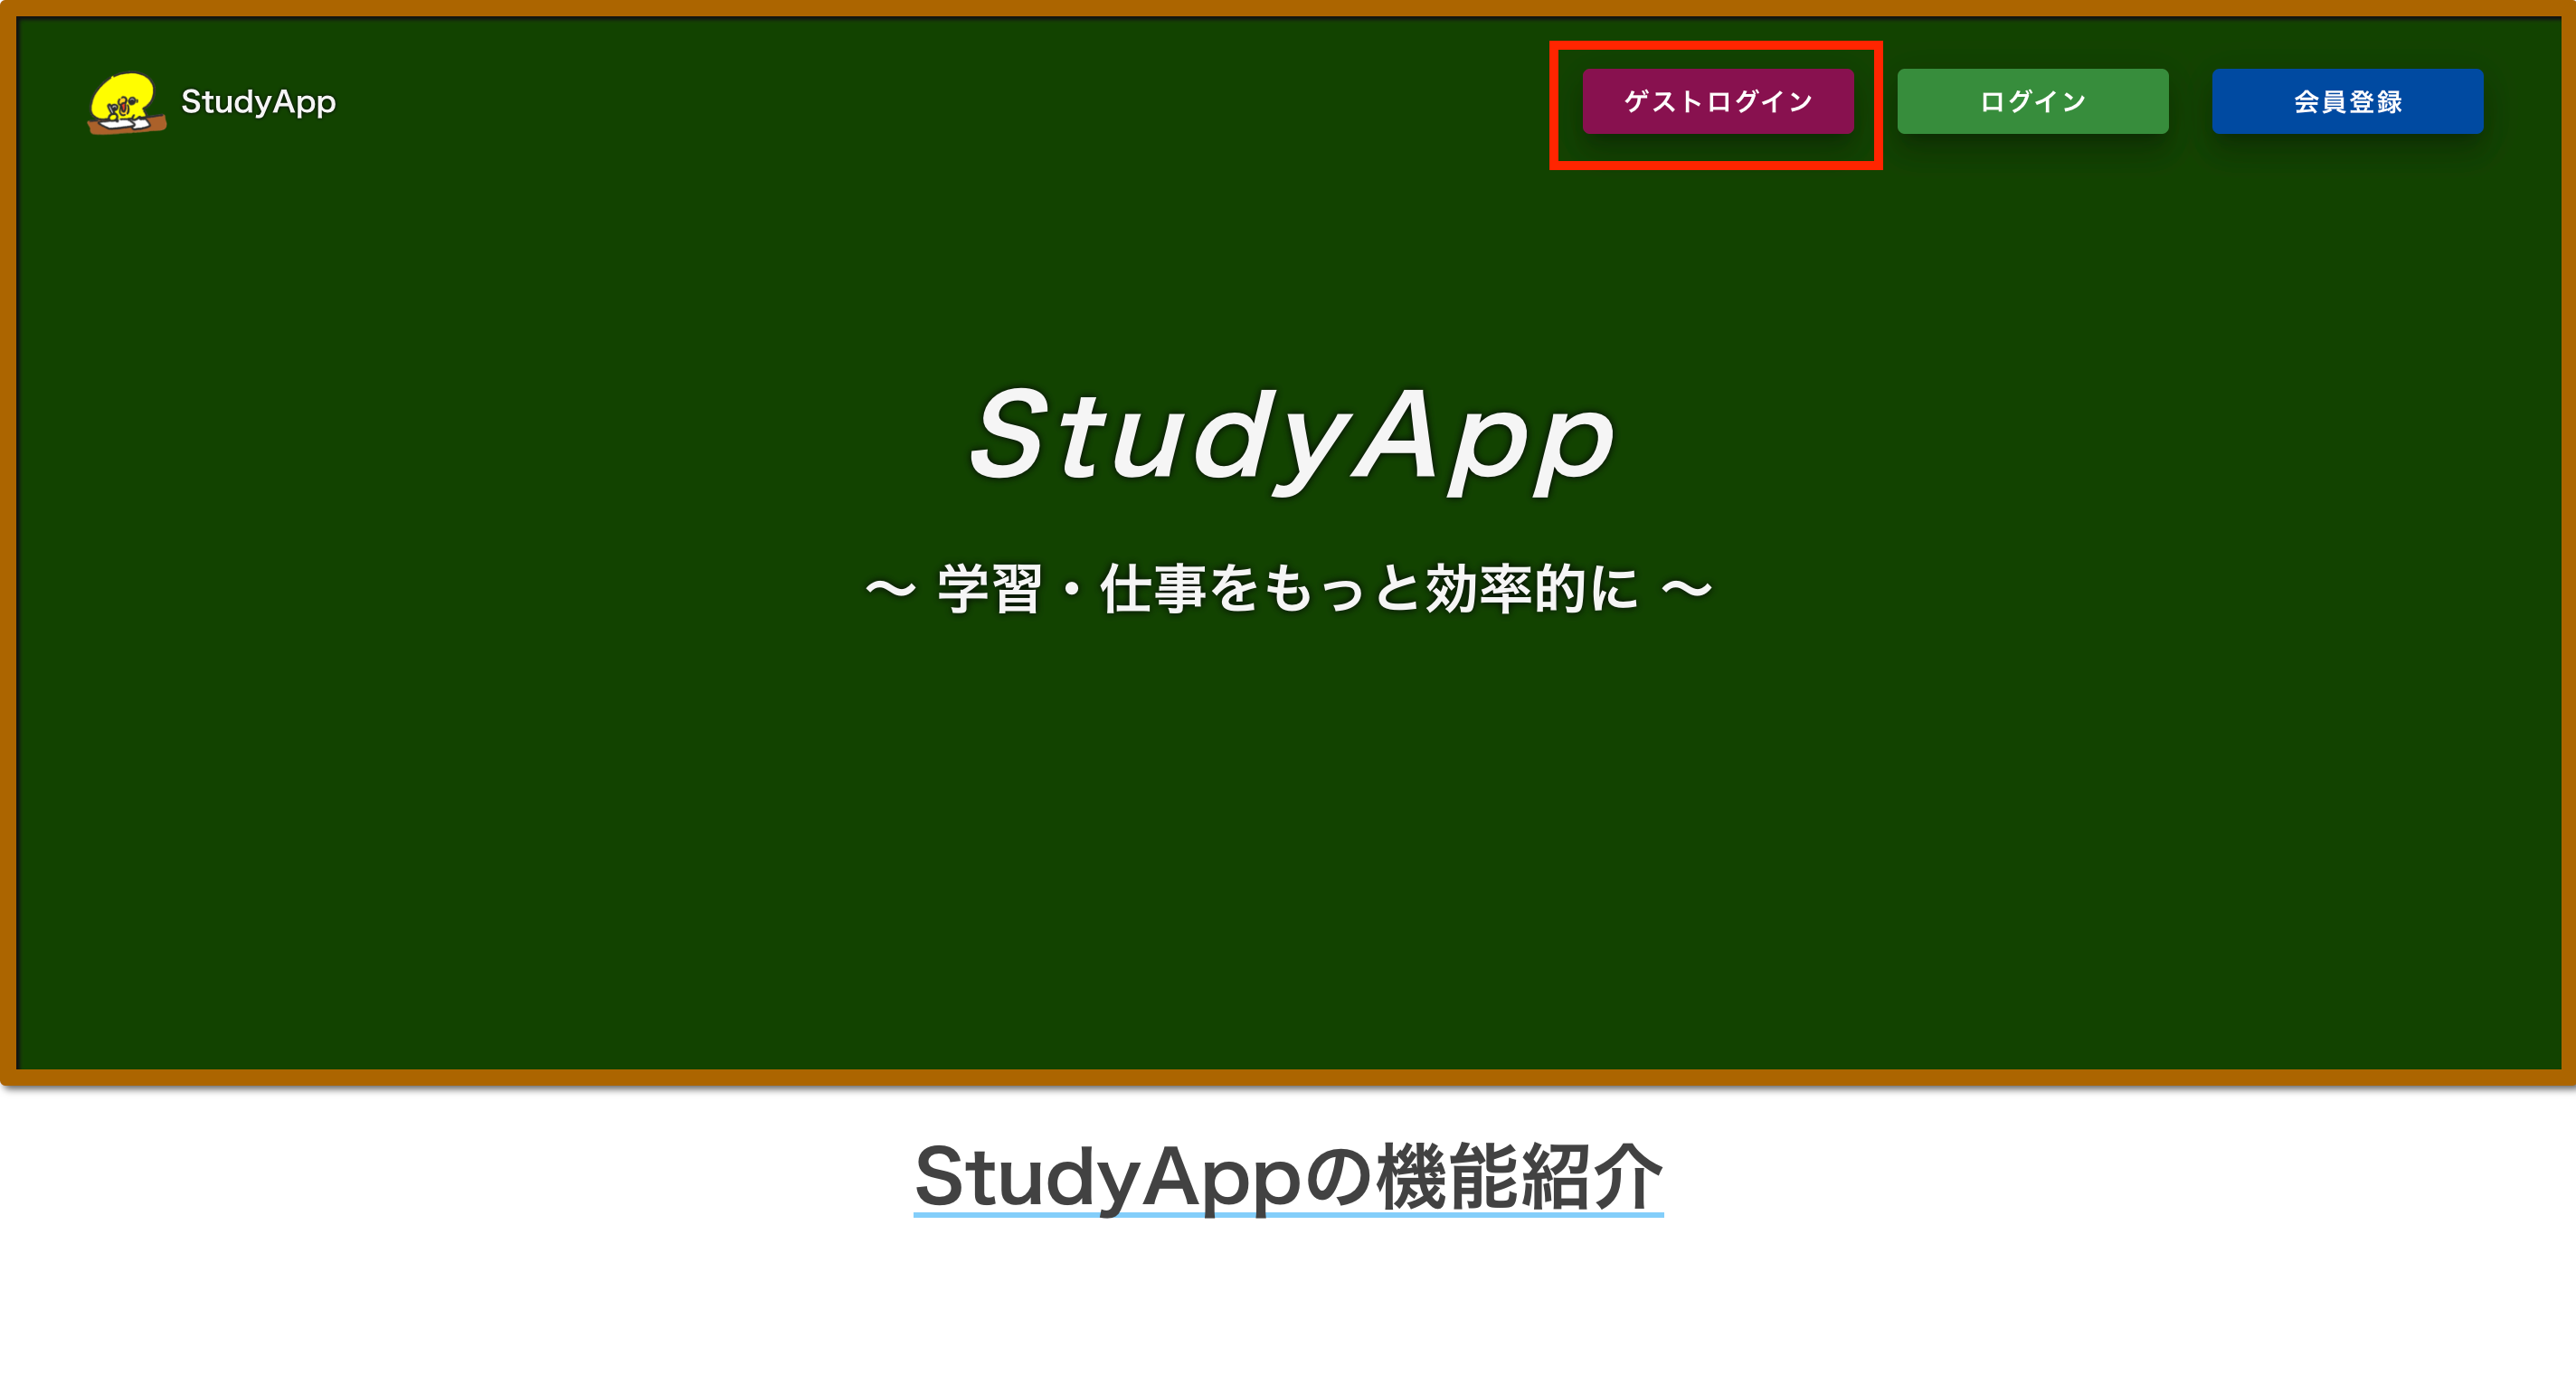 StudyApp
ゲストログイン
ログイン
会員登録
StudyApp
〜 学習・仕事をもっと効率的に 〜
StudyAppの機能紹介